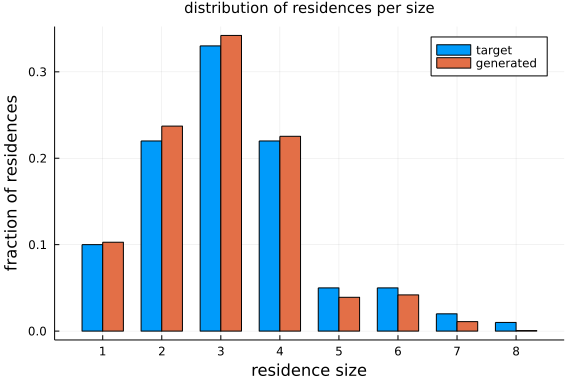 distribution of residences per size
target
generated
fraction of residences
0.3
0.2
0.1
0.0
1 2 3 4 5 6 7 8
residence size